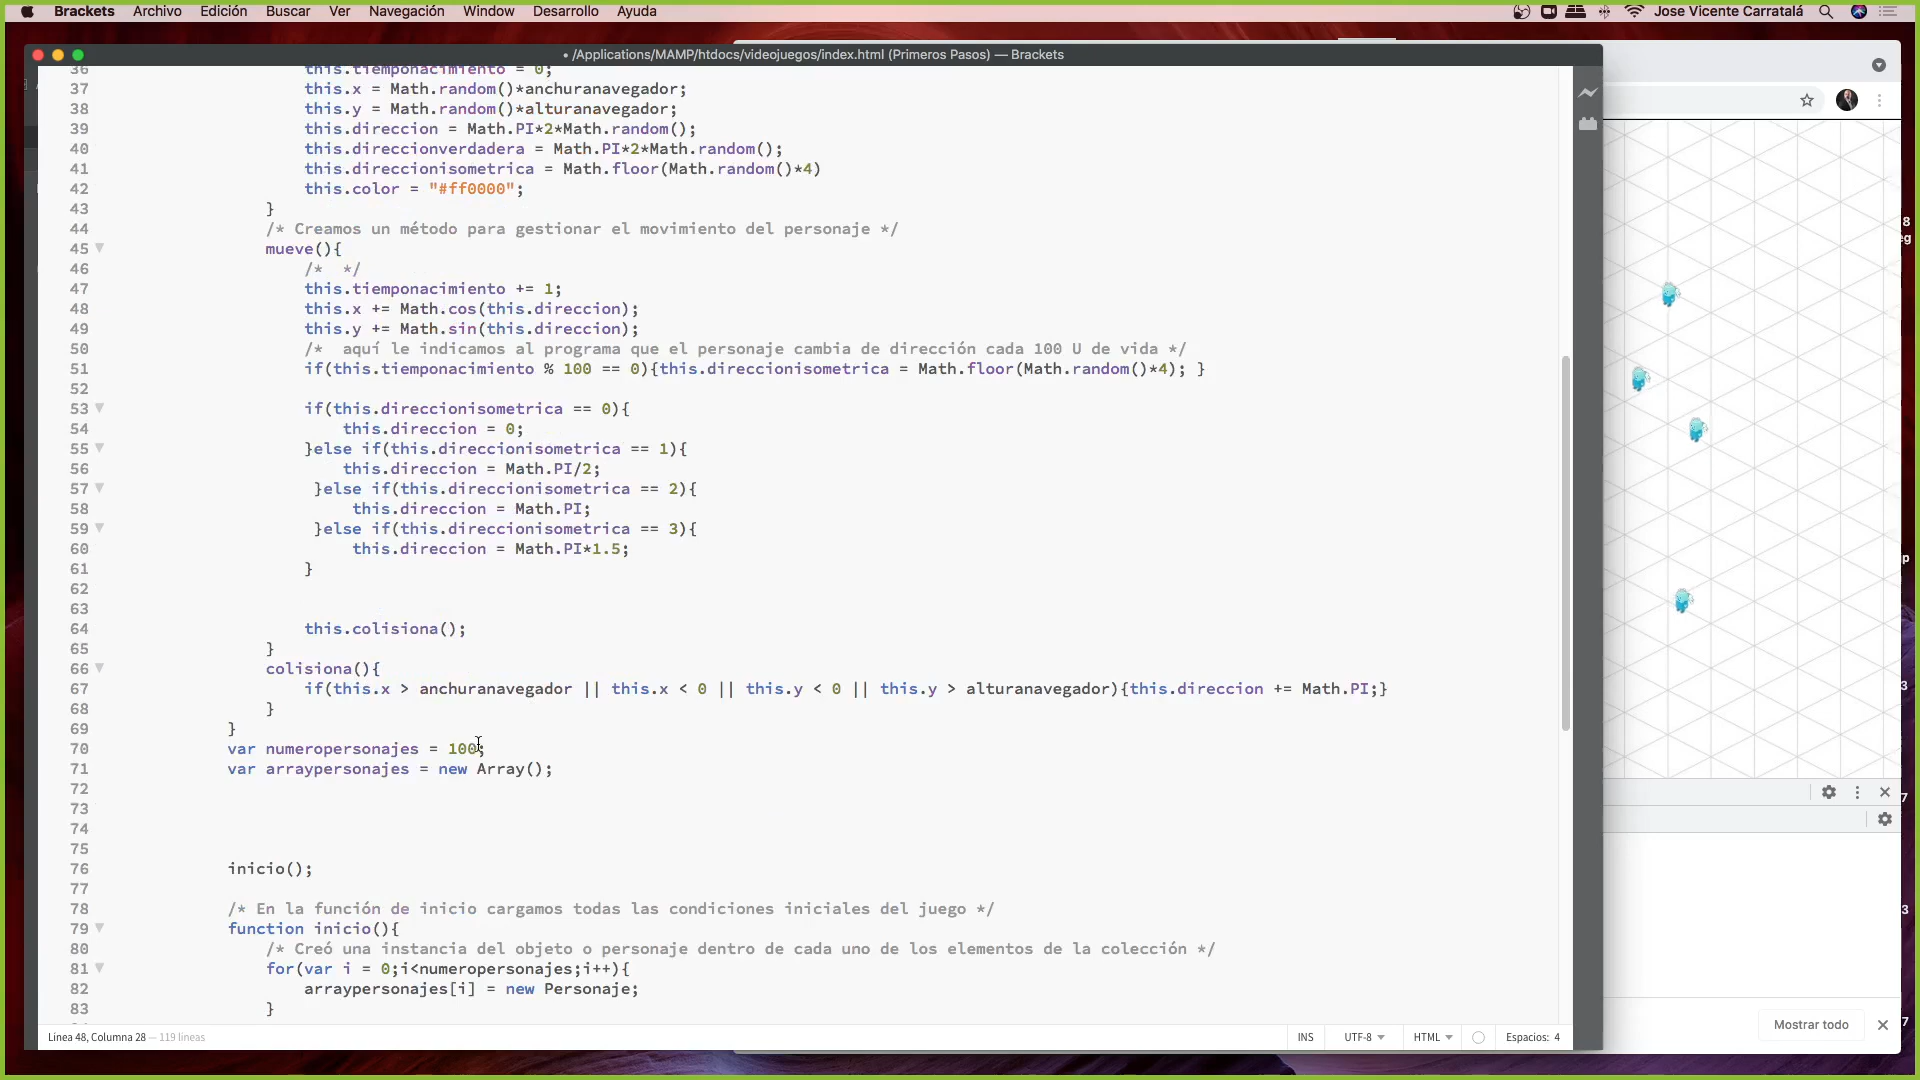 Brackets Archivo Edición Buscar Ver Navegación Window Desarrollo Ayuda Jose Vicente Carratalá
• /Applications/MAMP/htdocs/videojuegos/index.html (Primeros Pasos) — Brackets
36 this.tiemponacimiento = 0;
37 this.x = Math.random()*anchuranavegador;
38 this.y = Math.random()*alturanavegador;
39 this.direccion = Math.PI*2*Math.random();
40 this.direccionverdadera = Math.PI*2*Math.random();
41 this.direccionisometrica = Math.floor(Math.random()*4)
42 this.color = "#ff0000";
43 }
44 /* Creamos un método para gestionar el movimiento del personaje */
45 mueve(){
46 /* */
47 this.tiemponacimiento += 1;
48 this.x += Math.cos(this.direccion);
49 this.y += Math.sin(this.direccion);
50 /* aquí le indicamos al programa que el personaje cambia de dirección cada 100 U de vida */
51 if(this.tiemponacimiento % 100 == 0){this.direccionisometrica = Math.floor(Math.random()*4); }
52
53 if(this.direccionisometrica == 0){
54 this.direccion = 0;
55 }else if(this.direccionisometrica == 1){
56 this.direccion = Math.PI/2;
57 }else if(this.direccionisometrica == 2){
58 this.direccion = Math.PI;
59 }else if(this.direccionisometrica == 3){
60 this.direccion = Math.PI*1.5;
61 }
62
63
64 this.colisiona();
65 }
66 colisiona(){
67 if(this.x > anchuranavegador || this.x < 0 || this.y < 0 || this.y > alturanavegador){this.direccion += Math.PI;}
68 }
69 }
70 var numeropersonajes = 100;
71 var arraypersonajes = new Array();
72
73
74
75
76 inicio();
77
78 /* En la función de inicio cargamos todas las condiciones iniciales del juego */
79 function inicio(){
80 /* Creó una instancia del objeto o personaje dentro de cada uno de los elementos de la colección */
81 for(var i = 0;i<numeropersonajes;i++){
82 arraypersonajes[i] = new Personaje;
83 }
Línea 48, Columna 28 — 119 líneas INS UTF-8 HTML Espacios: 4
Mostrar todo